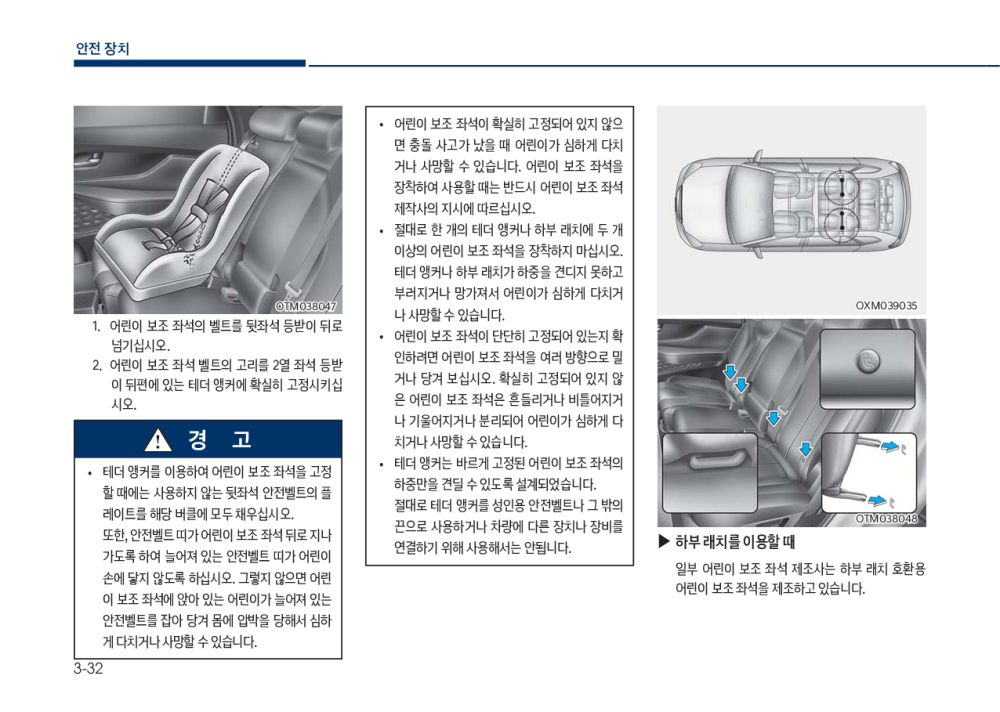 안전 장치
OTM038047
1. 어린이 보조 좌석의 벨트를 뒷좌석 등받이 뒤로
넘기십시오.
2. 어린이 보조 좌석 벨트의 고리를 2열 좌석 등받
이 뒤편에 있는 테더 앵커에 확실히 고정시키십
시오.
경 고
• 테더 앵커를 이용하여 어린이 보조 좌석을 고정
할 때에는 사용하지 않는 뒷좌석 안전벨트의 플
레이트를 해당 버클에 모두 채우십시오.
또한, 안전벨트 띠가 어린이 보조 좌석 뒤로 지나
가도록 하여 늘어져 있는 안전벨트 띠가 어린이
손에 닿지 않도록 하십시오. 그렇지 않으면 어린
이 보조 좌석에 앉아 있는 어린이가 늘어져 있는
안전벨트를 잡아 당겨 몸에 압박을 당해서 심하
게 다치거나 사망할 수 있습니다.
• 어린이 보조 좌석이 확실히 고정되어 있지 않으
면 충돌 사고가 났을 때 어린이가 심하게 다치
거나 사망할 수 있습니다. 어린이 보조 좌석을
장착하여 사용할 때는 반드시 어린이 보조 좌석
제작사의 지시에 따르십시오.
• 절대로 한 개의 테더 앵커나 하부 래치에 두 개
이상의 어린이 보조 좌석을 장착하지 마십시오.
테더 앵커나 하부 래치가 하중을 견디지 못하고
부러지거나 망가져서 어린이가 심하게 다치거
나 사망할 수 있습니다.
• 어린이 보조 좌석이 단단히 고정되어 있는지 확
인하려면 어린이 보조 좌석을 여러 방향으로 밀
거나 당겨 보십시오. 확실히 고정되어 있지 않
은 어린이 보조 좌석은 흔들리거나 비틀어지거
나 기울어지거나 분리되어 어린이가 심하게 다
치거나 사망할 수 있습니다.
• 테더 앵커는 바르게 고정된 어린이 보조 좌석의
하중만을 견딜 수 있도록 설계되었습니다.
절대로 테더 앵커를 성인용 안전벨트나 그 밖의
끈으로 사용하거나 차량에 다른 장치나 장비를
연결하기 위해 사용해서는 안됩니다.
OXM039035
OTM038048
▶ 하부 래치를 이용할 때
일부 어린이 보조 좌석 제조사는 하부 래치 호환용
어린이 보조 좌석을 제조하고 있습니다.
3-32